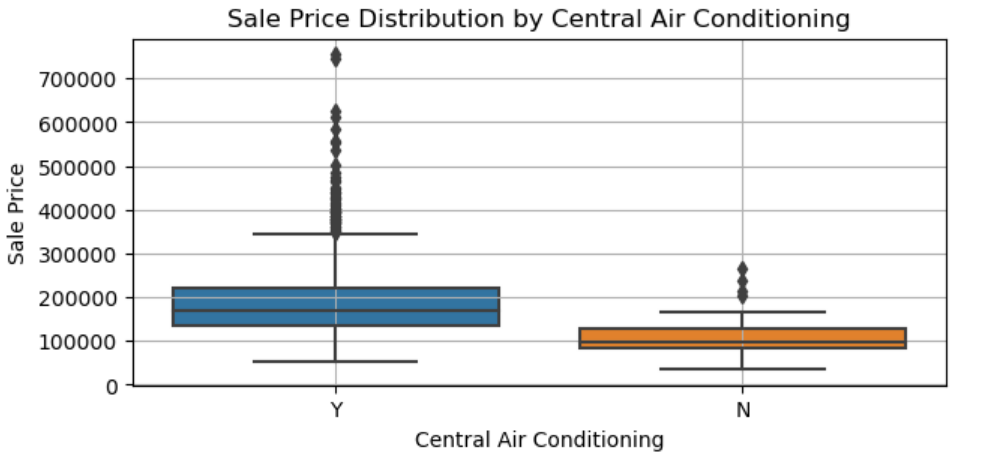 Sale Price Distribution by Central Air Conditioning
700000
600000
500000
400000
300000
200000
100000
0
Sale Price
Y N
Central Air Conditioning